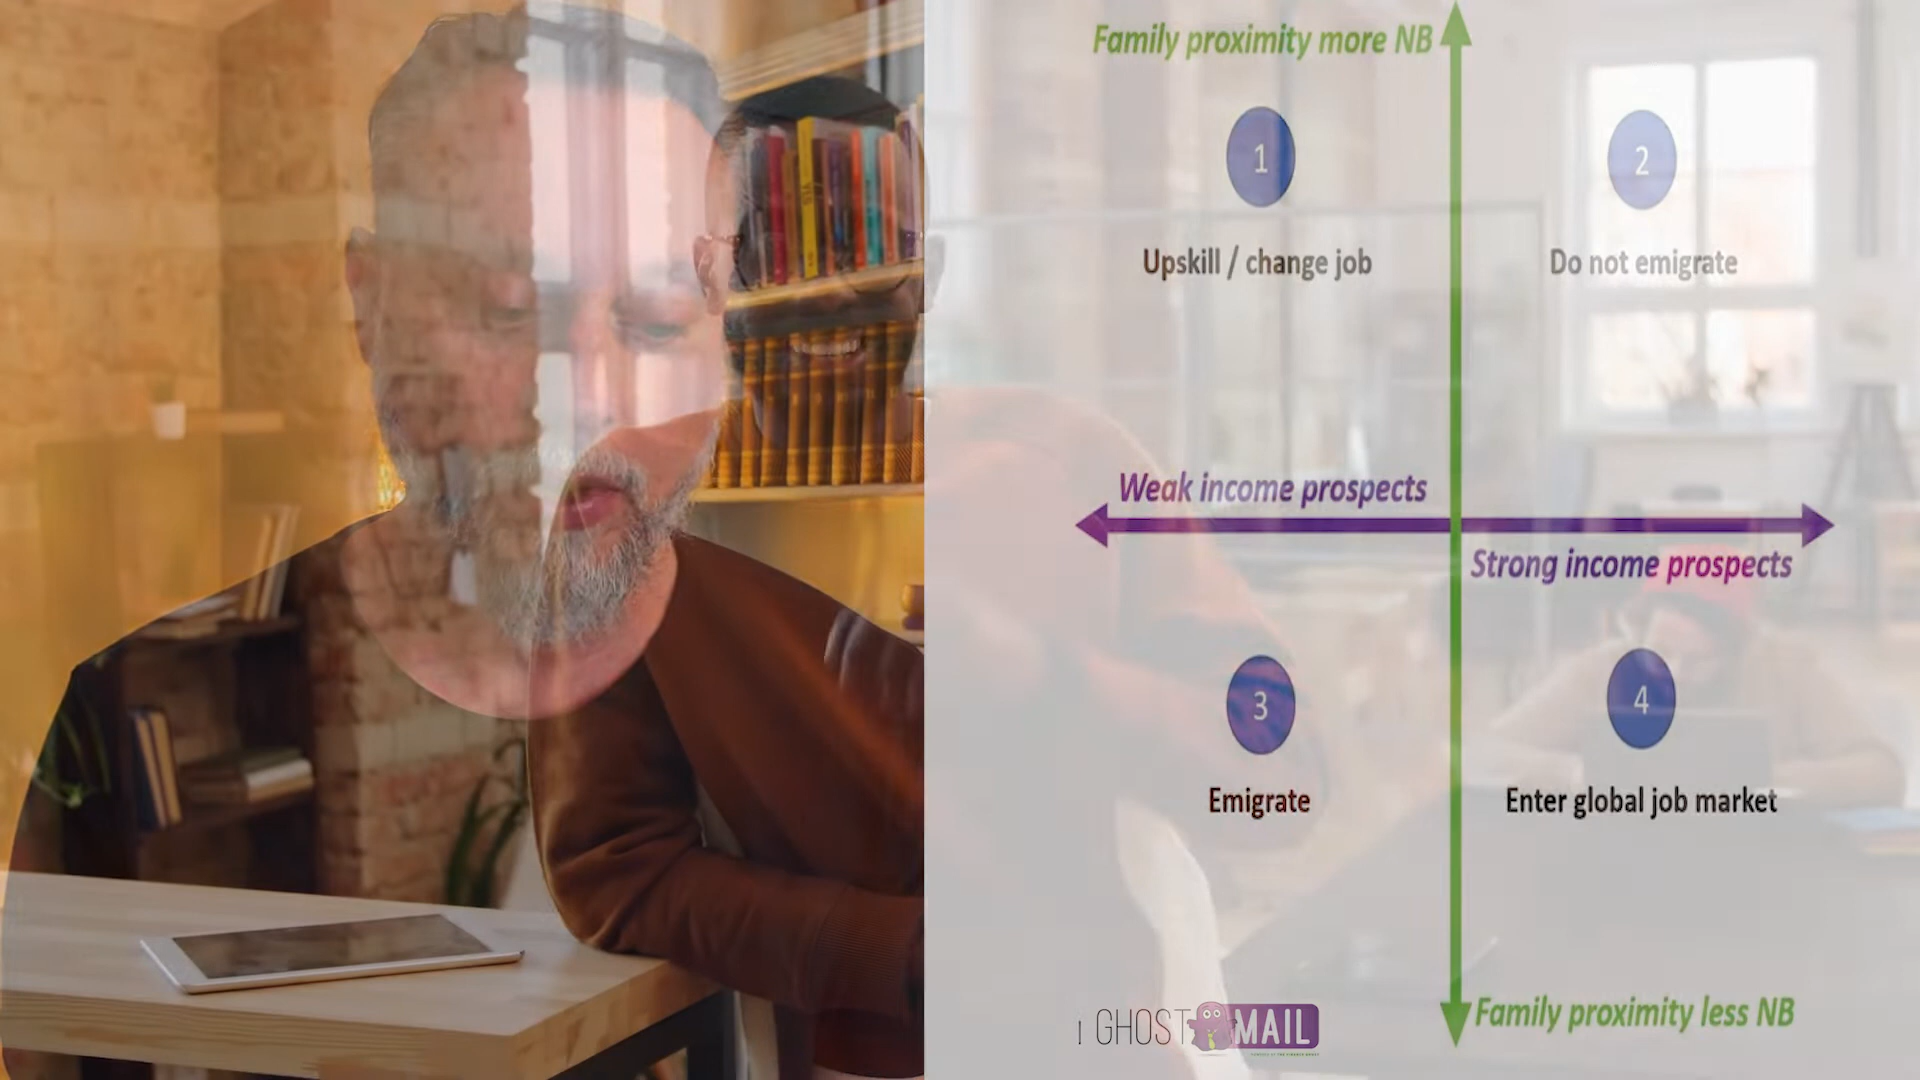 Family proximity more NB
1
2
Upskill / change job
Do not emigrate
Weak income prospects
Strong income prospects
3
4
Emigrate
Enter global job market
Family proximity less NB
GHOST MAIL